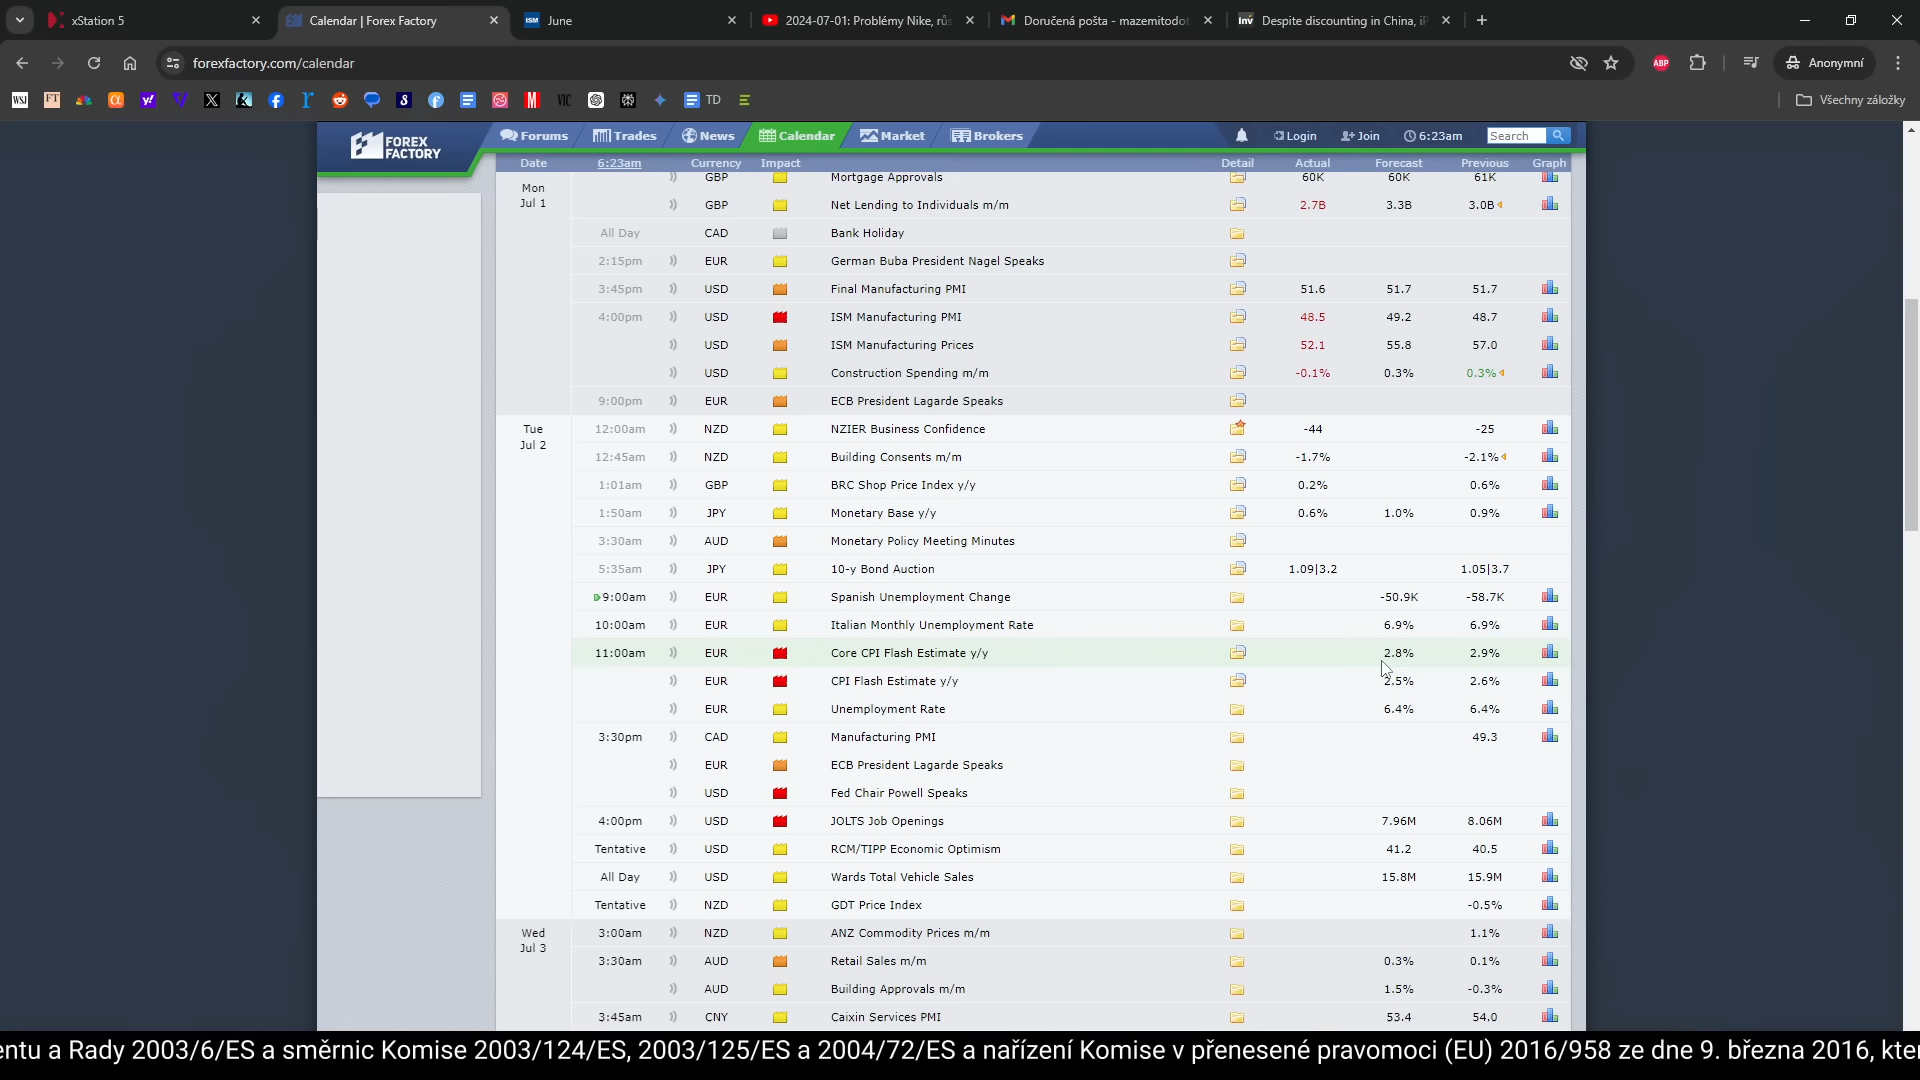 xStation 5
Calendar | Forex Factory
June
2024-07-01: Problémy Nike, rů
Doručená pošta - mazemitodot
Despite discounting in China, iP
forexfactory.com/calendar
ABP
Anonymní
WSJ FT M VIC TD
Všechny záložky
FOREX FACTORY
Forums Trades News Calendar Market Brokers
Login Join 6:23am Search
Date 6:23am Currency Impact Detail Actual Forecast Previous Graph
Mon Jul 1
GBP Mortgage Approvals 60K 60K 61K
GBP Net Lending to Individuals m/m 2.7B 3.3B 3.0B
All Day CAD Bank Holiday
2:15pm EUR German Buba President Nagel Speaks
3:45pm USD Final Manufacturing PMI 51.6 51.7 51.7
4:00pm USD ISM Manufacturing PMI 48.5 49.2 48.7
USD ISM Manufacturing Prices 52.1 55.8 57.0
USD Construction Spending m/m -0.1% 0.3% 0.3%
9:00pm EUR ECB President Lagarde Speaks
Tue Jul 2
12:00am NZD NZIER Business Confidence -44 -25
12:45am NZD Building Consents m/m -1.7% -2.1%
1:01am GBP BRC Shop Price Index y/y 0.2% 0.6%
1:50am JPY Monetary Base y/y 0.6% 1.0% 0.9%
3:30am AUD Monetary Policy Meeting Minutes
5:35am JPY 10-y Bond Auction 1.09|3.2 1.05|3.7
9:00am EUR Spanish Unemployment Change -50.9K -58.7K
10:00am EUR Italian Monthly Unemployment Rate 6.9% 6.9%
11:00am EUR Core CPI Flash Estimate y/y 2.8% 2.9%
EUR CPI Flash Estimate y/y 2.5% 2.6%
EUR Unemployment Rate 6.4% 6.4%
3:30pm CAD Manufacturing PMI 49.3
EUR ECB President Lagarde Speaks
USD Fed Chair Powell Speaks
4:00pm USD JOLTS Job Openings 7.96M 8.06M
Tentative USD RCM/TIPP Economic Optimism 41.2 40.5
All Day USD Wards Total Vehicle Sales 15.8M 15.9M
Tentative NZD GDT Price Index -0.5%
Wed Jul 3
3:00am NZD ANZ Commodity Prices m/m 1.1%
3:30am AUD Retail Sales m/m 0.3% 0.1%
AUD Building Approvals m/m 1.5% -0.3%
3:45am CNY Caixin Services PMI 53.4 54.0
entu a Rady 2003/6/ES a směrnic Komise 2003/124/ES, 2003/125/ES a 2004/72/ES a nařízení Komise v přenesené pravomoci (EU) 2016/958 ze dne 9. března 2016, kter